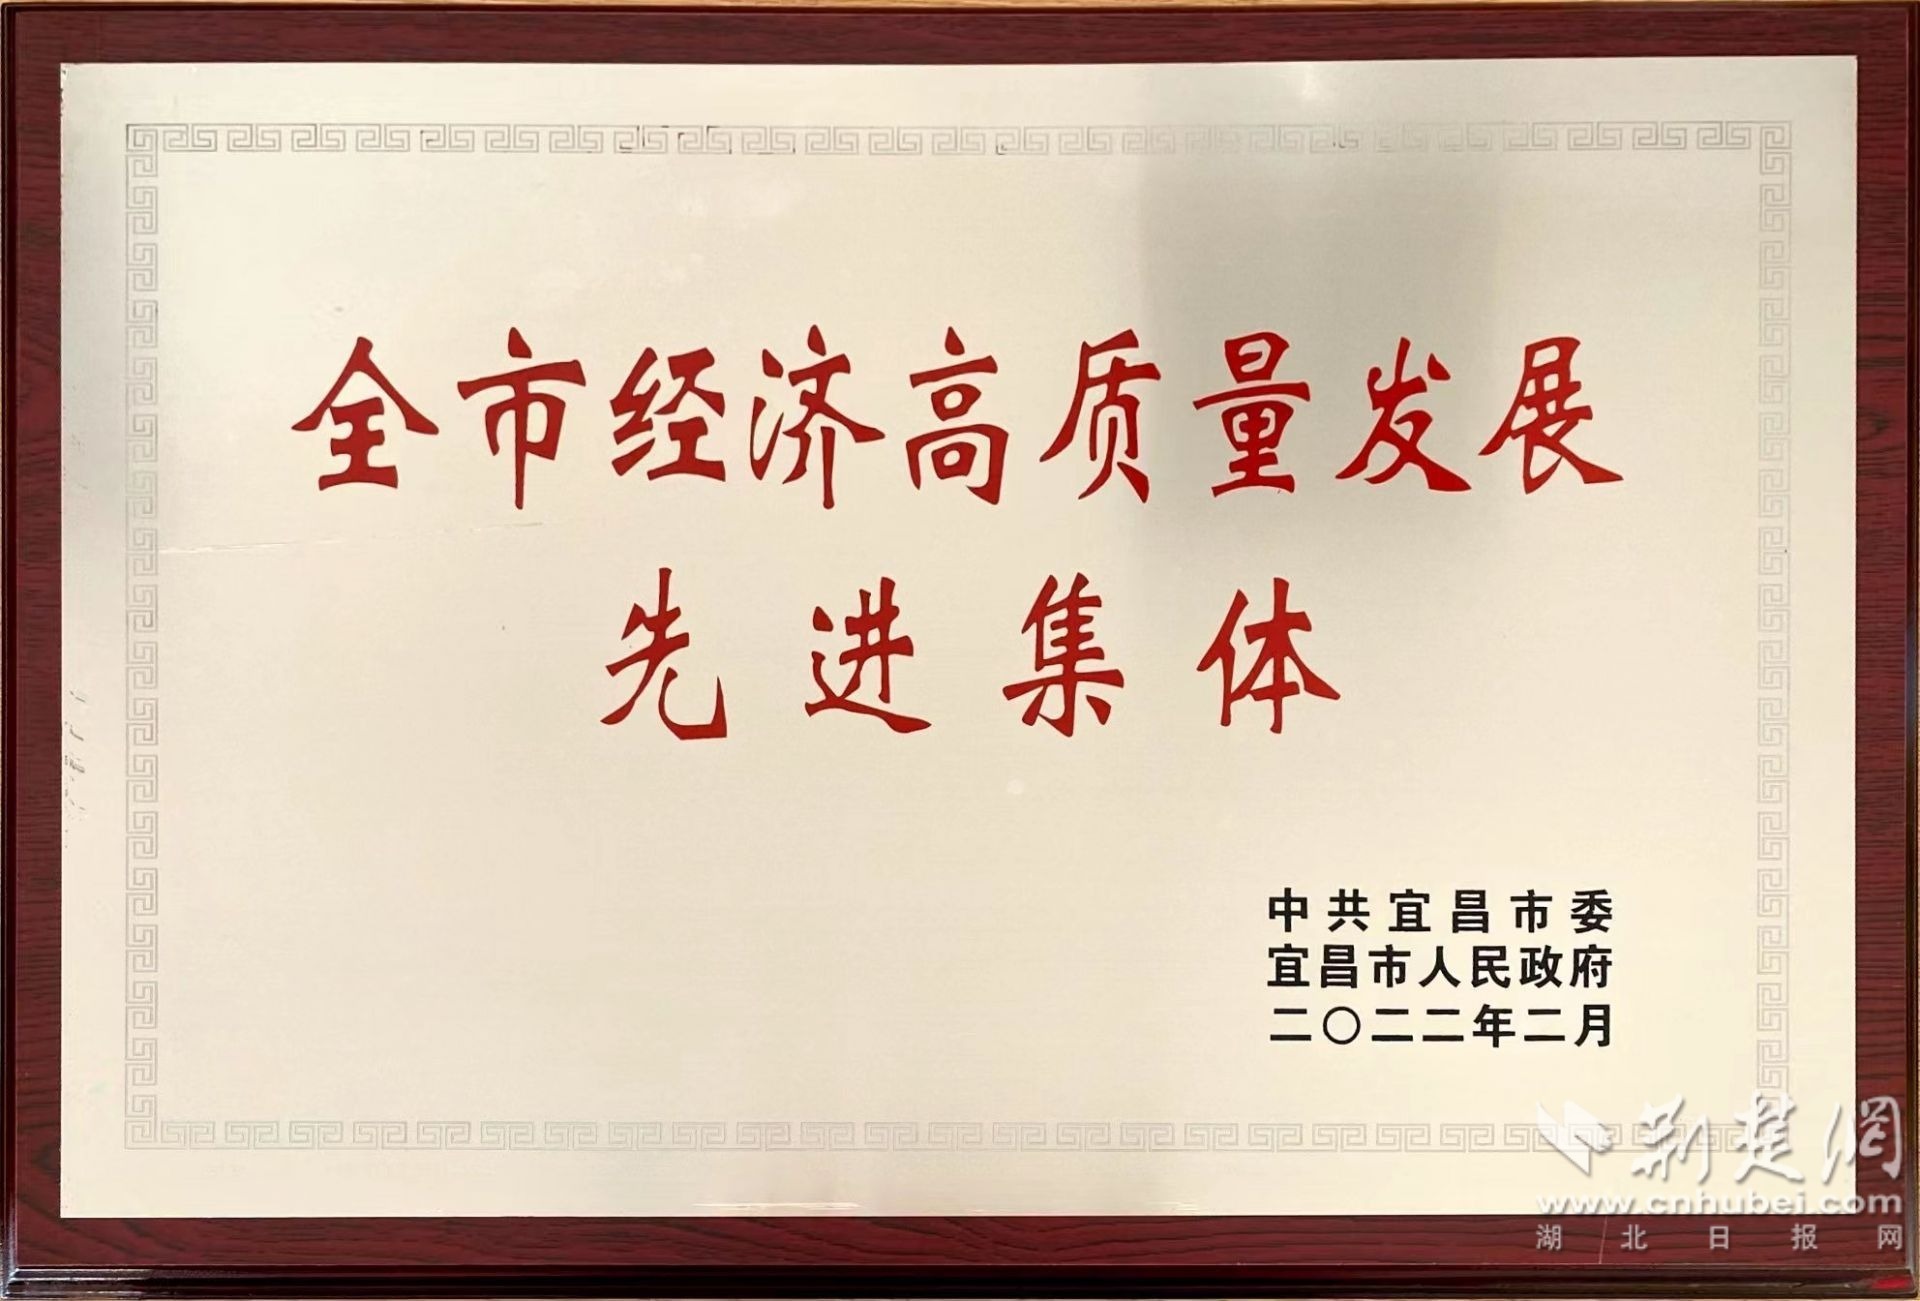 全市经济高质量发展
先进集体
中共宜昌市委
宜昌市人民政府
二〇二二年二月
荆楚网
www.cnhubei.com
湖北日报网